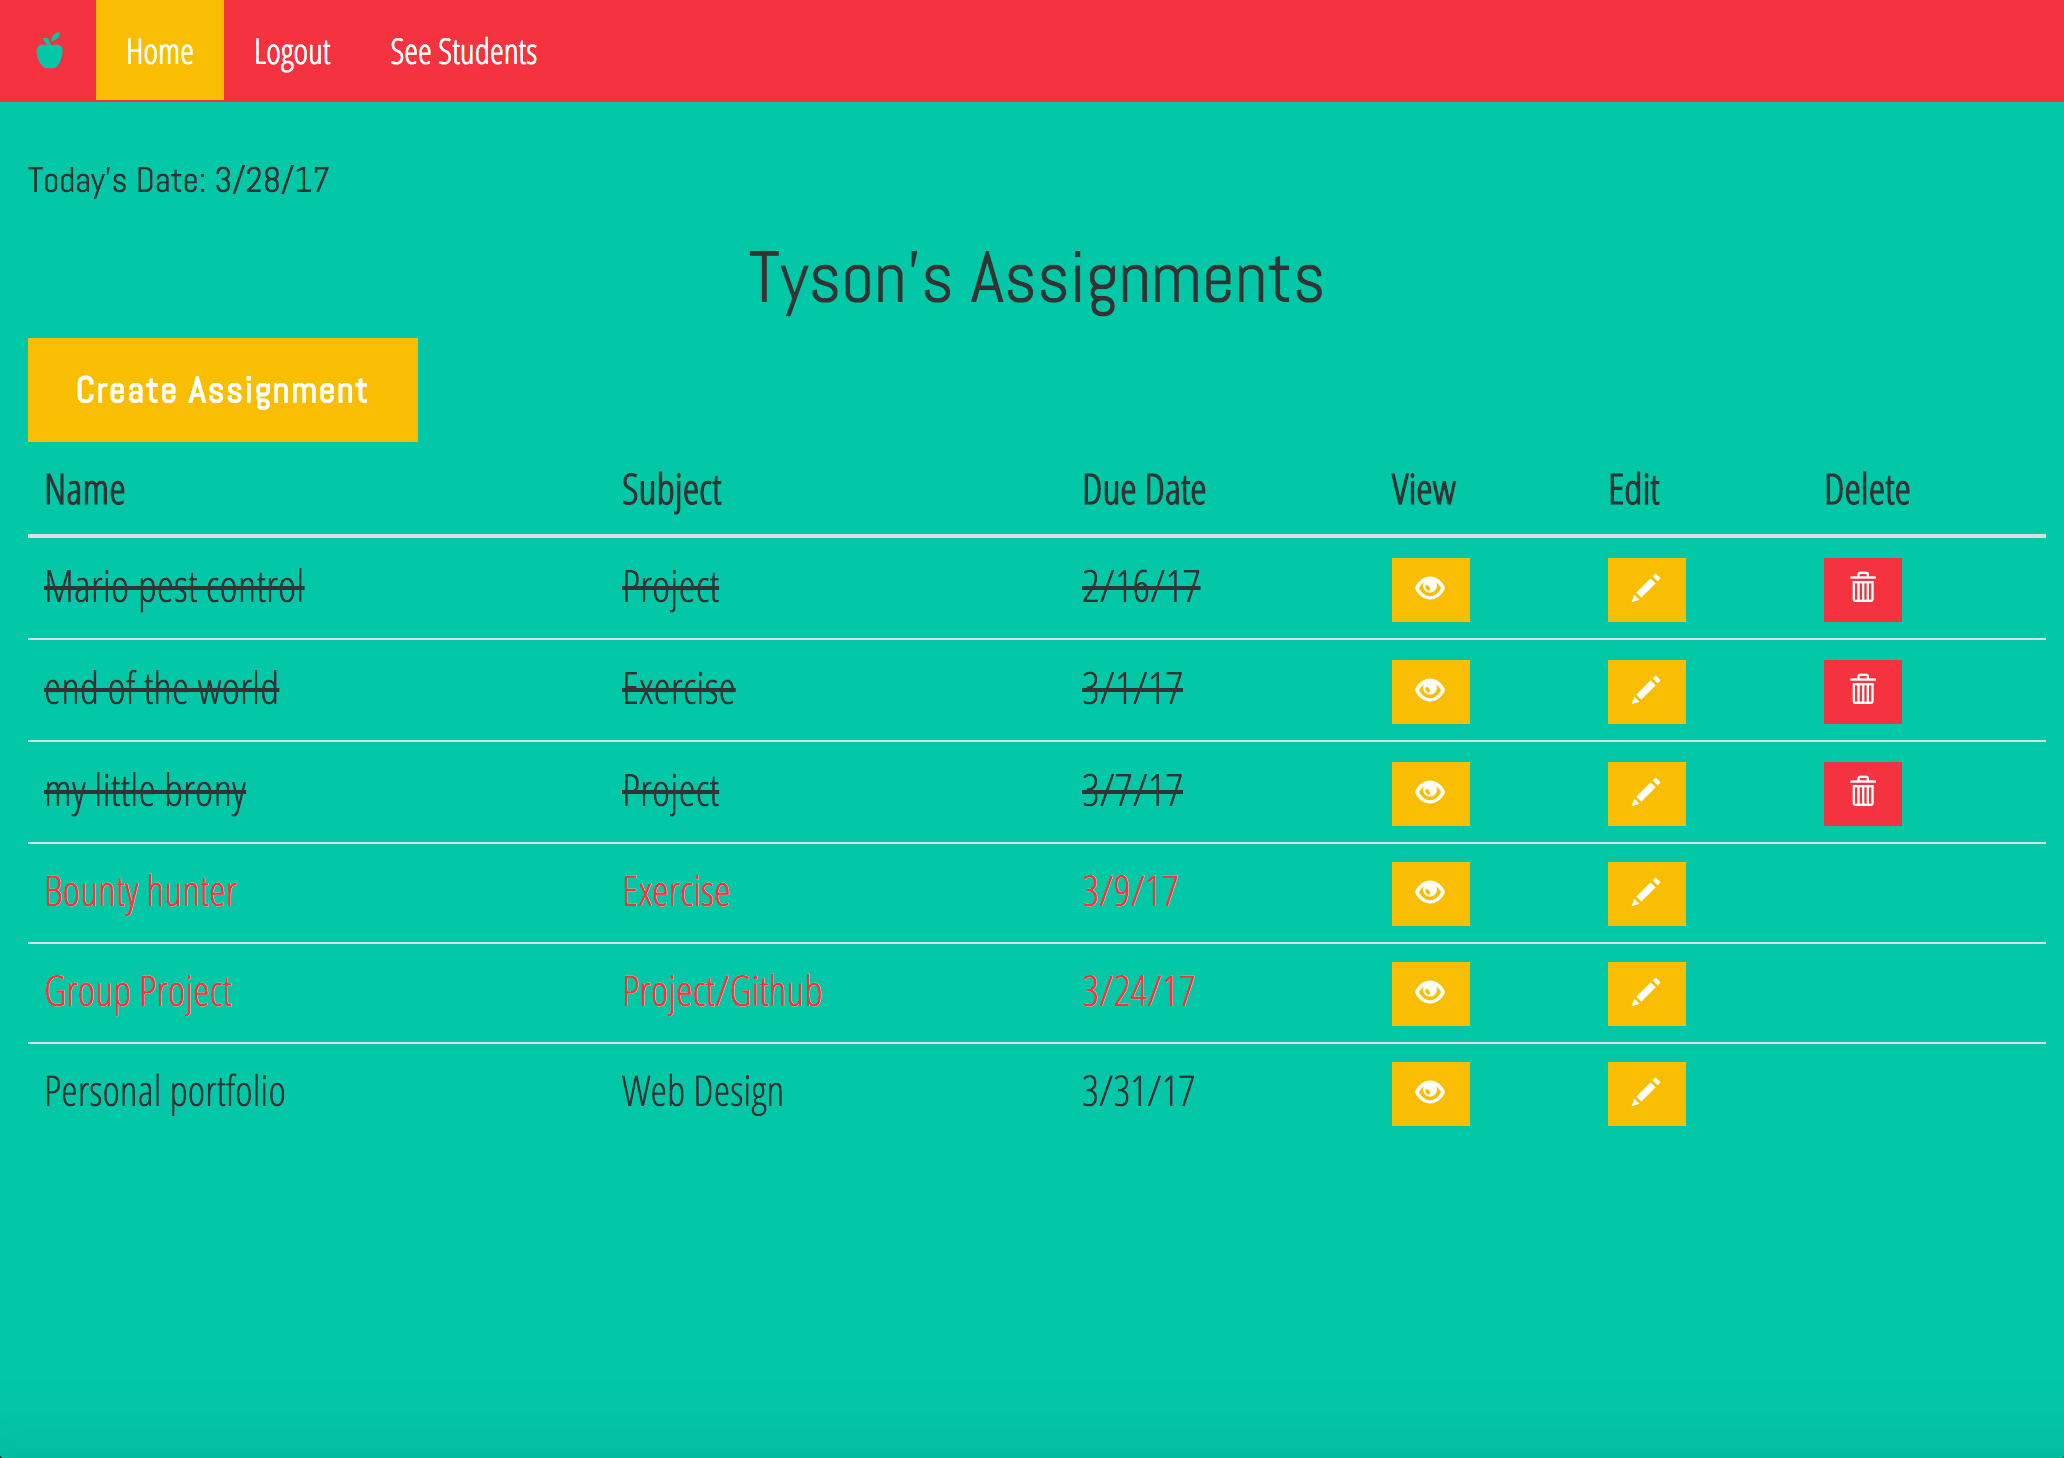 Home Logout See Students
Today's Date: 3/28/17
Tyson's Assignments
Create Assignment
Name Subject Due Date View Edit Delete
Mario pest control Project 2/16/17
end of the world Exercise 3/1/17
my little brony Project 3/7/17
Bounty hunter Exercise 3/9/17
Group Project Project/Github 3/24/17
Personal portfolio Web Design 3/31/17